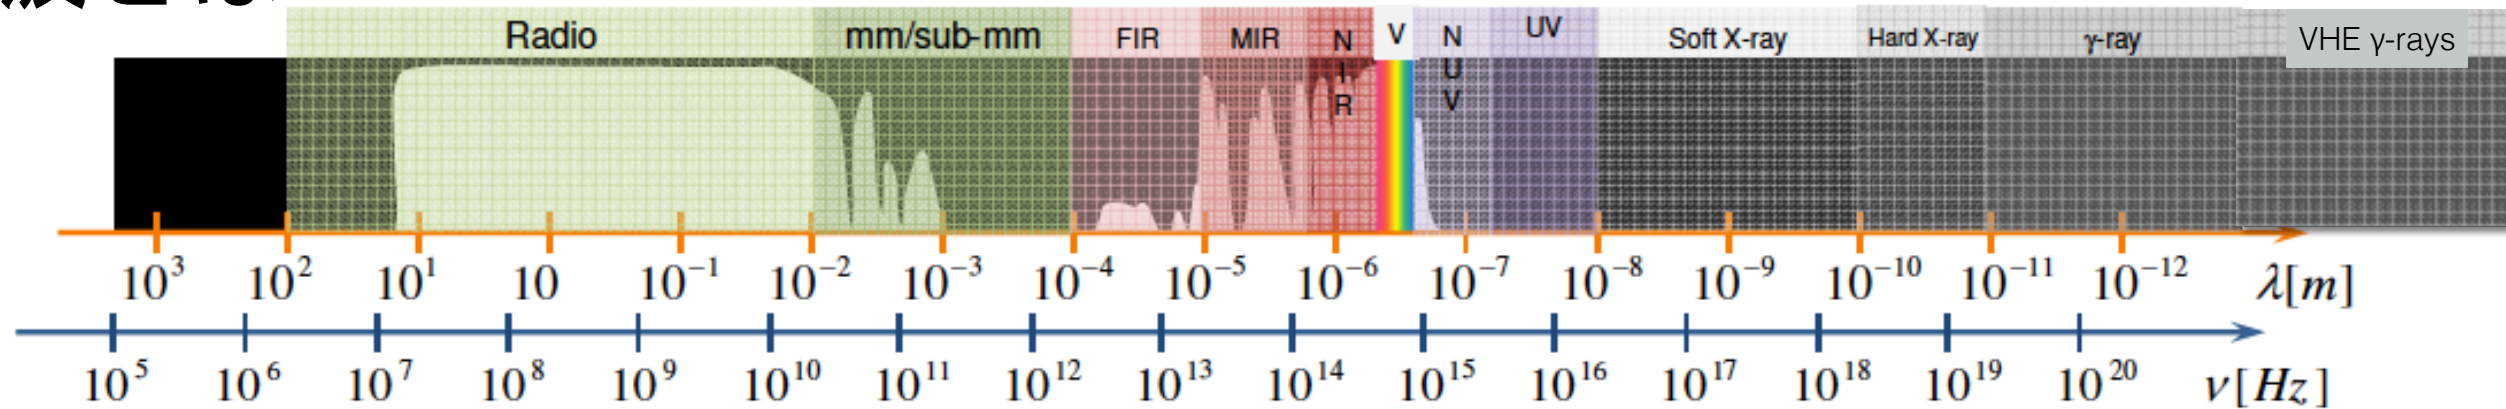 Radio mm/sub-mm FIR MIR NIR V NUV UV Soft X-ray Hard X-ray γ-ray VHE γ-rays
10³ 10² 10¹ 10 10⁻¹ 10⁻² 10⁻³ 10⁻⁴ 10⁻⁵ 10⁻⁶ 10⁻⁷ 10⁻⁸ 10⁻⁹ 10⁻¹⁰ 10⁻¹¹ 10⁻¹² λ[m]
10⁵ 10⁶ 10⁷ 10⁸ 10⁹ 10¹⁰ 10¹¹ 10¹² 10¹³ 10¹⁴ 10¹⁵ 10¹⁶ 10¹⁷ 10¹⁸ 10¹⁹ 10²⁰ ν[Hz]